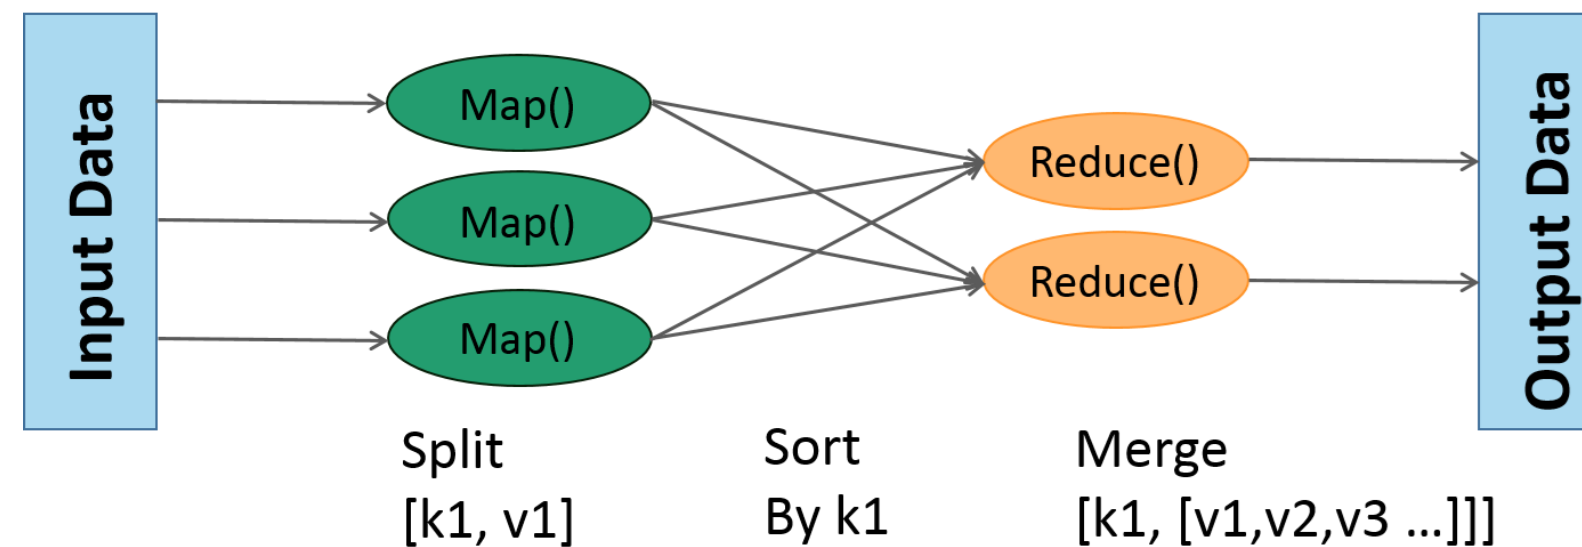 Input Data
Map()
Map()
Map()
Reduce()
Reduce()
Output Data
Split
[k1, v1]
Sort
By k1
Merge
[k1, [v1,v2,v3 …]]]